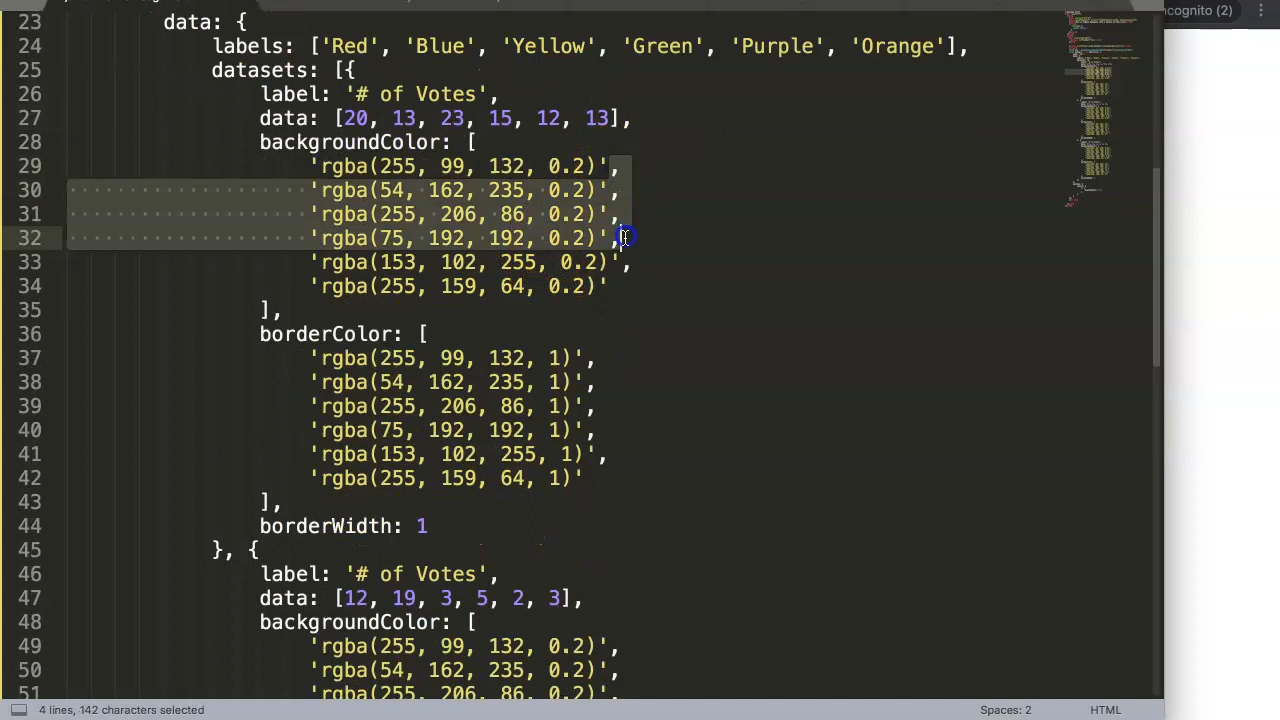 ncognito (2)
23 data: {
24 labels: ['Red', 'Blue', 'Yellow', 'Green', 'Purple', 'Orange'],
25 datasets: [{
26 label: '# of Votes',
27 data: [20, 13, 23, 15, 12, 13],
28 backgroundColor: [
29 'rgba(255, 99, 132, 0.2)',
30 'rgba(54, 162, 235, 0.2)',
31 'rgba(255, 206, 86, 0.2)',
32 'rgba(75, 192, 192, 0.2)',
33 'rgba(153, 102, 255, 0.2)',
34 'rgba(255, 159, 64, 0.2)'
35 ],
36 borderColor: [
37 'rgba(255, 99, 132, 1)',
38 'rgba(54, 162, 235, 1)',
39 'rgba(255, 206, 86, 1)',
40 'rgba(75, 192, 192, 1)',
41 'rgba(153, 102, 255, 1)',
42 'rgba(255, 159, 64, 1)'
43 ],
44 borderWidth: 1
45 }, {
46 label: '# of Votes',
47 data: [12, 19, 3, 5, 2, 3],
48 backgroundColor: [
49 'rgba(255, 99, 132, 0.2)',
50 'rgba(54, 162, 235, 0.2)',
51 'rgba(255, 206, 86, 0.2)',
4 lines, 142 characters selected Spaces: 2 HTML